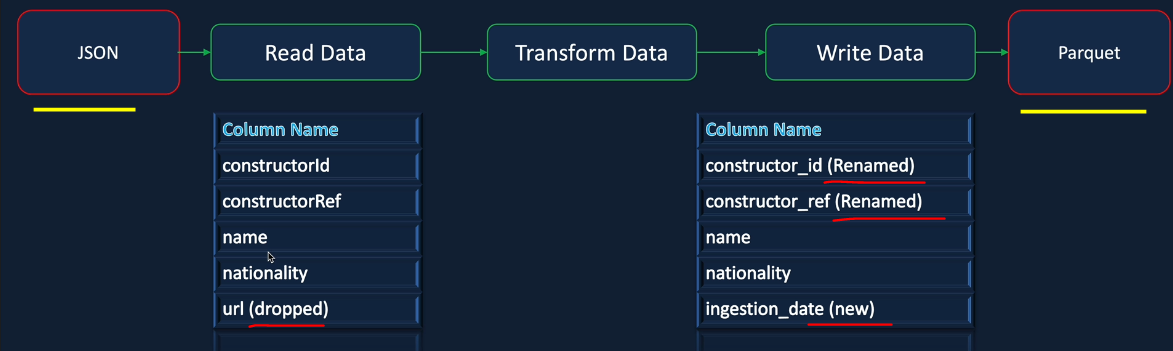 JSON
Read Data
Transform Data
Write Data
Parquet
Column Name
constructorId
constructorRef
name
nationality
url (dropped)
Column Name
constructor_id (Renamed)
constructor_ref (Renamed)
name
nationality
ingestion_date (new)